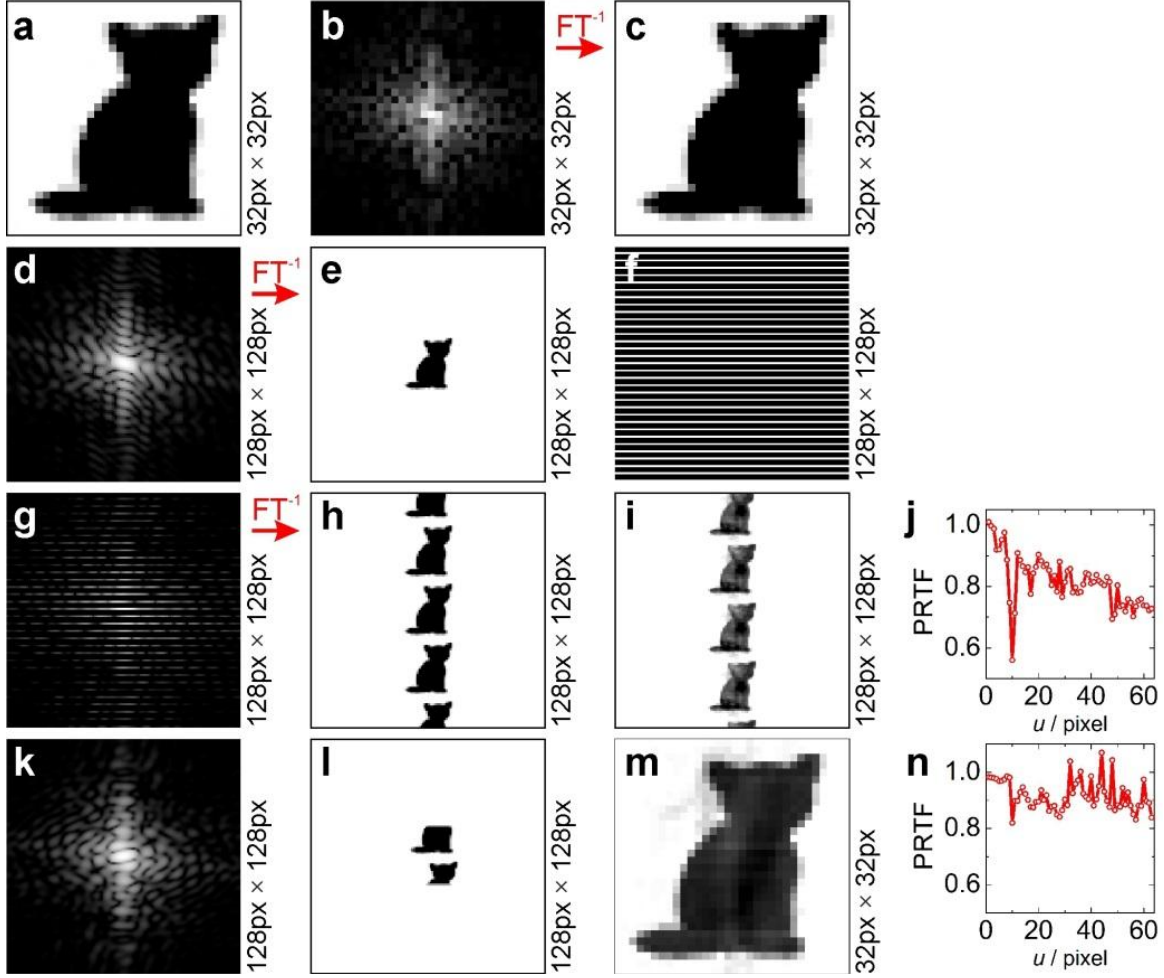 a
32px × 32px
b
32px × 32px
FT⁻¹
c
32px × 32px
d
128px × 128px
FT⁻¹
e
128px × 128px
f
128px × 128px
g
128px × 128px
FT⁻¹
h
128px × 128px
i
128px × 128px
j
PRTF
1.0
0.8
0.6
0 20 40 60
u / pixel
k
128px × 128px
l
128px × 128px
m
32px × 32px
n
PRTF
1.0
0.8
0.6
0 20 40 60
u / pixel